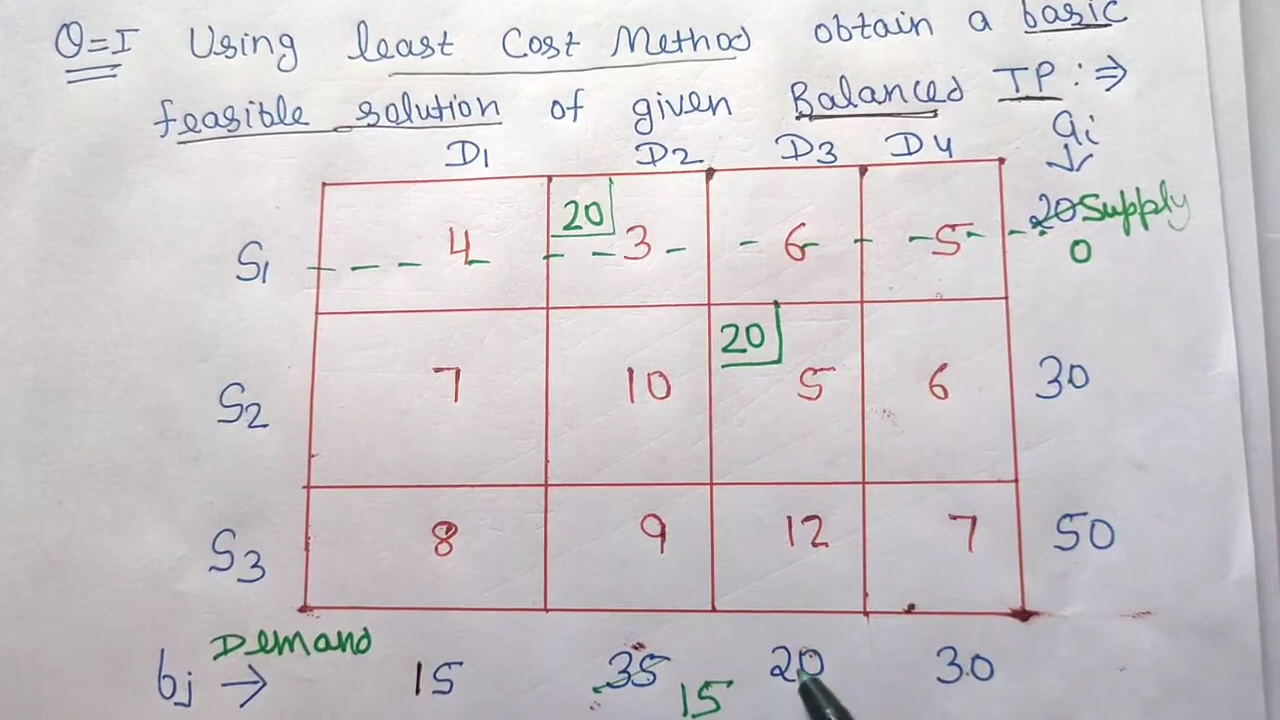 Q=I Using least Cost Method obtain a basic
feasible solution of given Balanced TP :⇒
D1 D2 D3 D4 ai ↓
S1 4 20 3 6 5 20 Supply
0
S2 7 10 20 5 6 30
S3 8 9 12 7 50
Demand
bj → 15 35 15 20 30